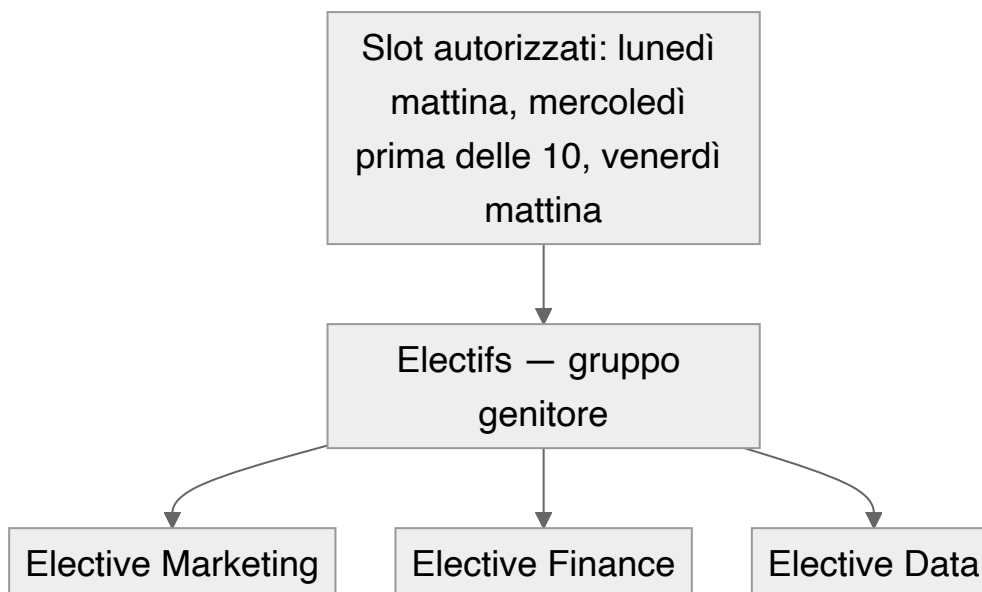 Slot autorizzati: lunedì
mattina, mercoledì
prima delle 10, venerdì
mattina
Electifs — gruppo
genitore
Elective Marketing
Elective Finance
Elective Data